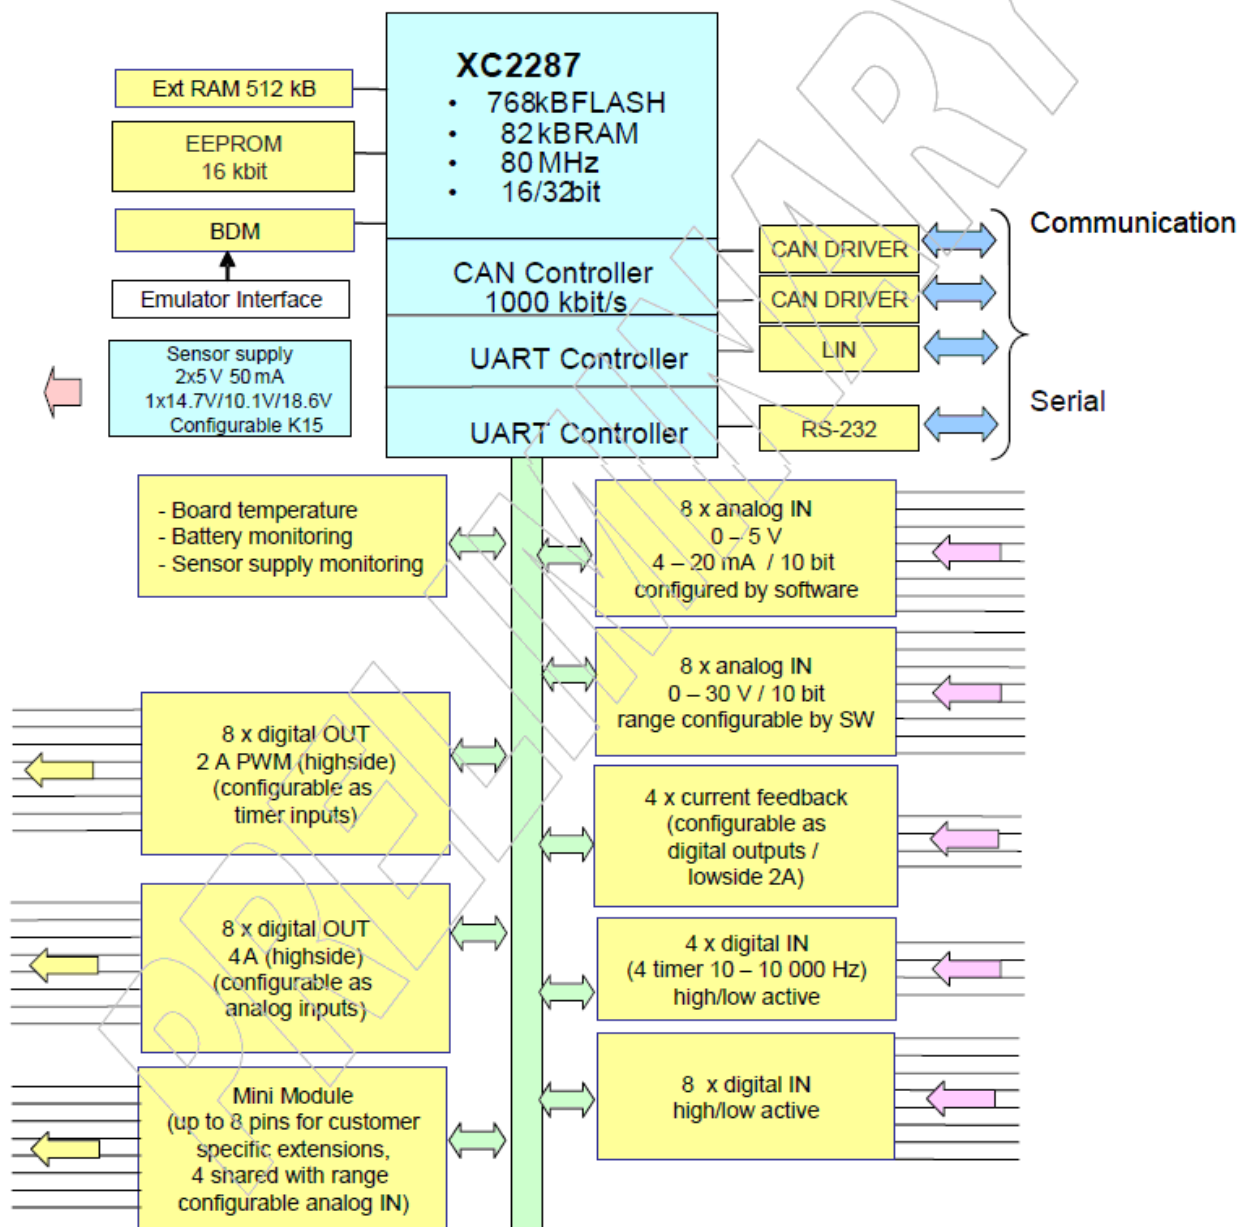 XC2287
• 768kBFLASH
• 82kBRAM
• 80MHz
• 16/32bit
Ext RAM 512 kB
EEPROM
16 kbit
BDM
Emulator Interface
CAN Controller
1000 kbit/s
UART Controller
UART Controller
CAN DRIVER
CAN DRIVER
LIN
RS-232
Communication
Serial
Sensor supply
2x5 V 50 mA
1x14.7V/10.1V/18.6V
Configurable K15
- Board temperature
- Battery monitoring
- Sensor supply monitoring
8 x analog IN
0 – 5 V
4 – 20 mA / 10 bit
configured by software
8 x analog IN
0 – 30 V / 10 bit
range configurable by SW
8 x digital OUT
2 A PWM (highside)
(configurable as
timer inputs)
4 x current feedback
(configurable as
digital outputs /
lowside 2A)
8 x digital OUT
4A (highside)
(configurable as
analog inputs)
4 x digital IN
(4 timer 10 – 10 000 Hz)
high/low active
8 x digital IN
high/low active
Mini Module
(up to 8 pins for customer
specific extensions,
4 shared with range
configurable analog IN)
PRELIMINARY